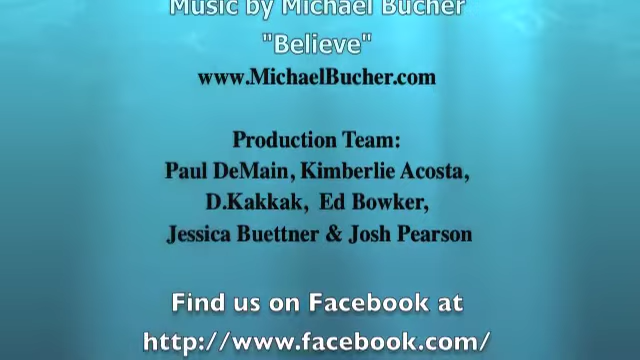 Music by Michael Bucher
"Believe"
www.MichaelBucher.com
Production Team:
Paul DeMain, Kimberlie Acosta,
D.Kakkak, Ed Bowker,
Jessica Buettner & Josh Pearson
Find us on Facebook at
http://www.facebook.com/